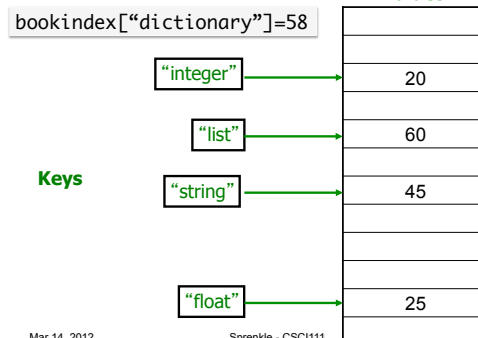 bookindex["dictionary"]=58
"integer" 20
"list" 60
Keys
"string" 45
"float" 25
Mar 14, 2012 Sprenkle - CSCI111